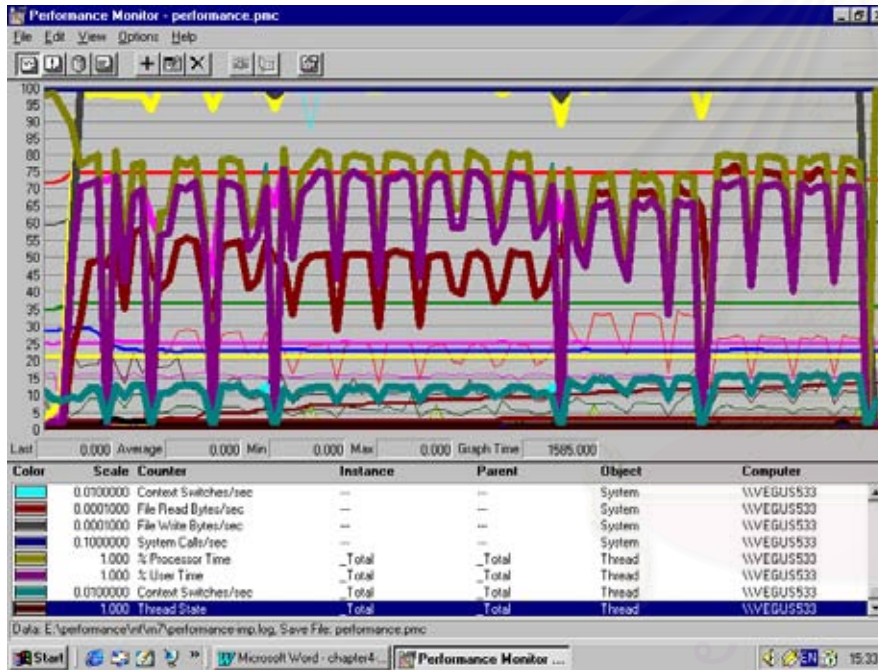 Performance Monitor - performance.pmc
File Edit View Options Help
100
95
90
85
80
75
70
65
60
55
50
45
40
35
30
25
20
15
10
5
0
Last 0.000 Average 0.000 Min 0.000 Max 0.000 Graph Time 1585.000
Color Scale Counter Instance Parent Object Computer
0.0100000 Context Switches/sec --- --- System \\VEGUS533
0.0001000 File Read Bytes/sec --- --- System \\VEGUS533
0.0001000 File Write Bytes/sec --- --- System \\VEGUS533
0.1000000 System Calls/sec --- --- System \\VEGUS533
1.000 % Processor Time _Total _Total Thread \\VEGUS533
1.000 % User Time _Total _Total Thread \\VEGUS533
0.0100000 Context Switches/sec _Total _Total Thread \\VEGUS533
1.000 Thread State _Total _Total Thread \\VEGUS533
Data: E:\performance\nf\m7\performance-imp.log, Save File: performance.pmc
Start » Microsoft Word - chapter4-... Performance Monitor ... EN 15:33